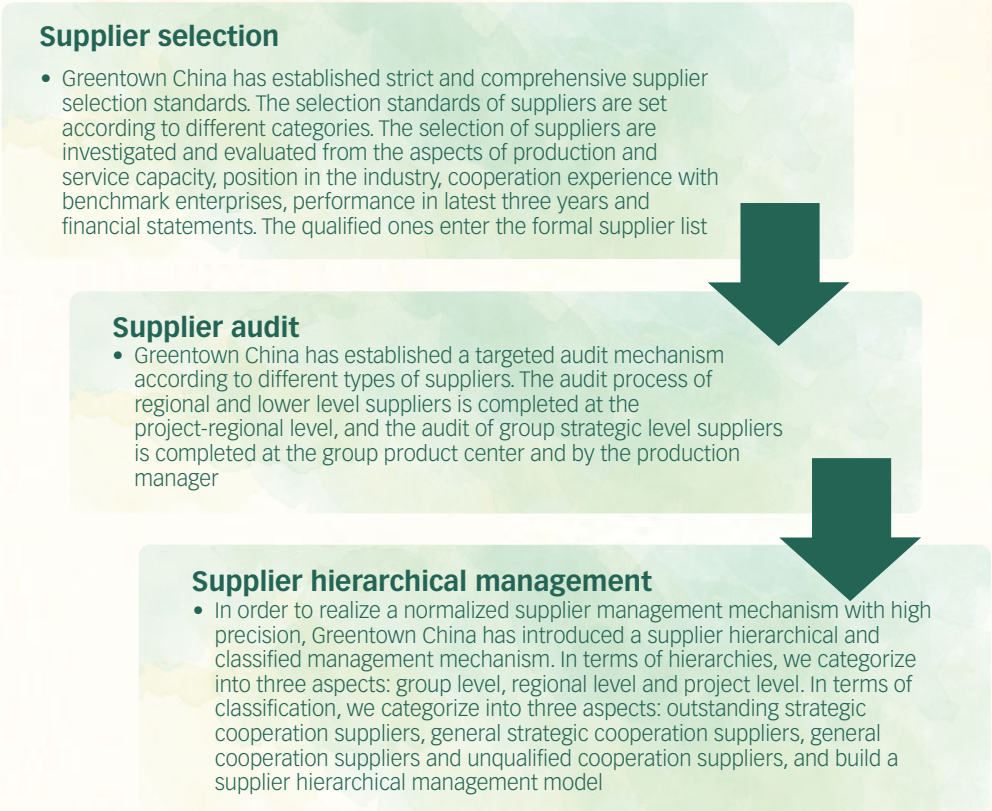 Supplier selection
• Greentown China has established strict and comprehensive supplier
selection standards. The selection standards of suppliers are set
according to different categories. The selection of suppliers are
investigated and evaluated from the aspects of production and
service capacity, position in the industry, cooperation experience with
benchmark enterprises, performance in latest three years and
financial statements. The qualified ones enter the formal supplier list
Supplier audit
• Greentown China has established a targeted audit mechanism
according to different types of suppliers. The audit process of
regional and lower level suppliers is completed at the
project-regional level, and the audit of group strategic level suppliers
is completed at the group product center and by the production
manager
Supplier hierarchical management
• In order to realize a normalized supplier management mechanism with high
precision, Greentown China has introduced a supplier hierarchical and
classified management mechanism. In terms of hierarchies, we categorize
into three aspects: group level, regional level and project level. In terms of
classification, we categorize into three aspects: outstanding strategic
cooperation suppliers, general strategic cooperation suppliers, general
cooperation suppliers and unqualified cooperation suppliers, and build a
supplier hierarchical management model